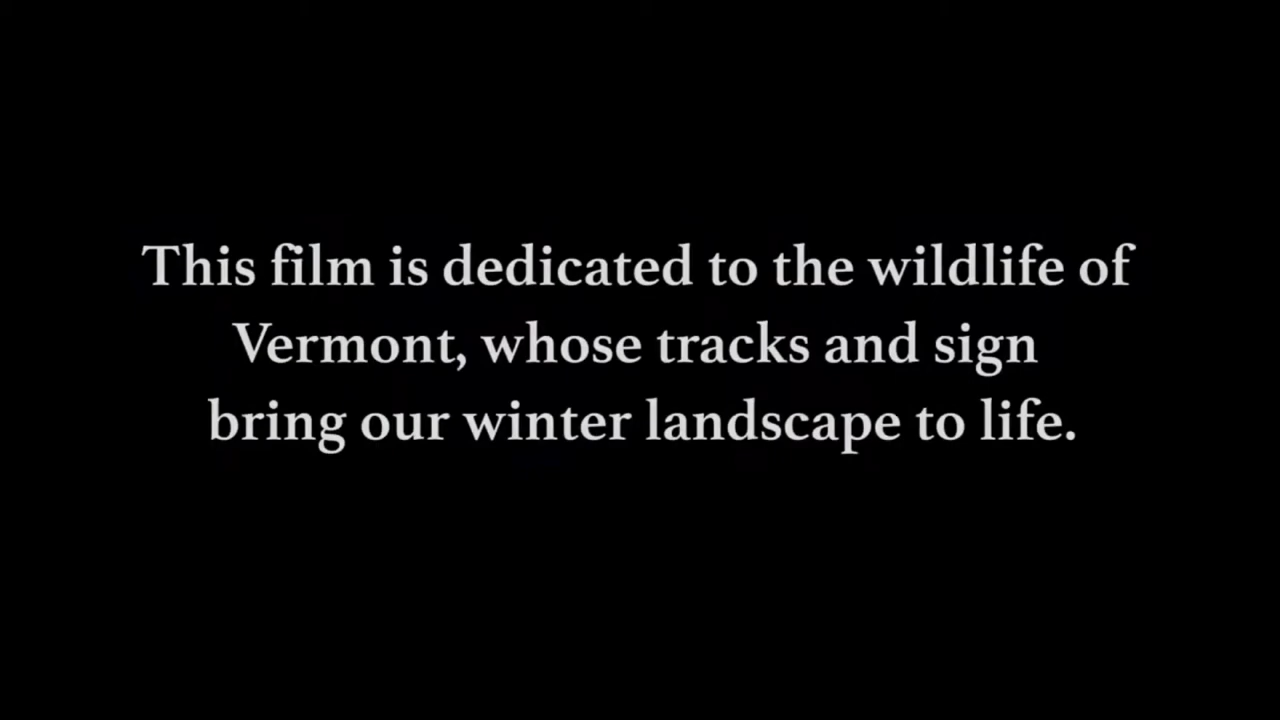 This film is dedicated to the wildlife of
Vermont, whose tracks and sign
bring our winter landscape to life.